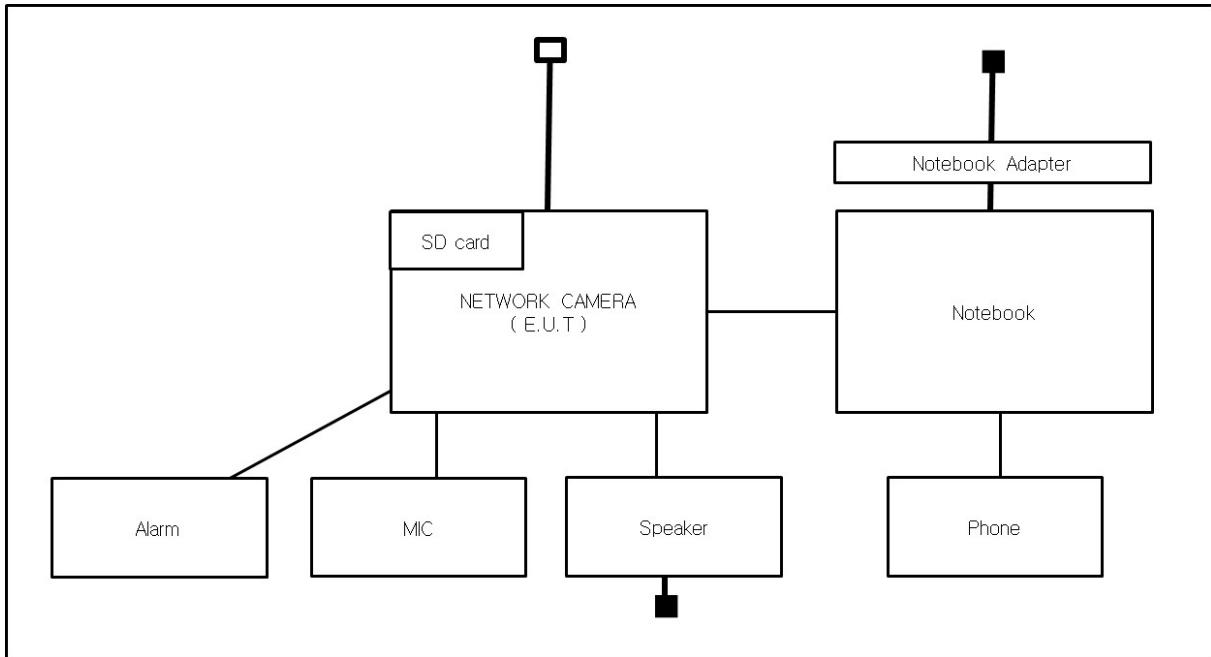 Notebook Adapter
SD card
NETWORK CAMERA
( E.U.T )
Notebook
Alarm
MIC
Speaker
Phone